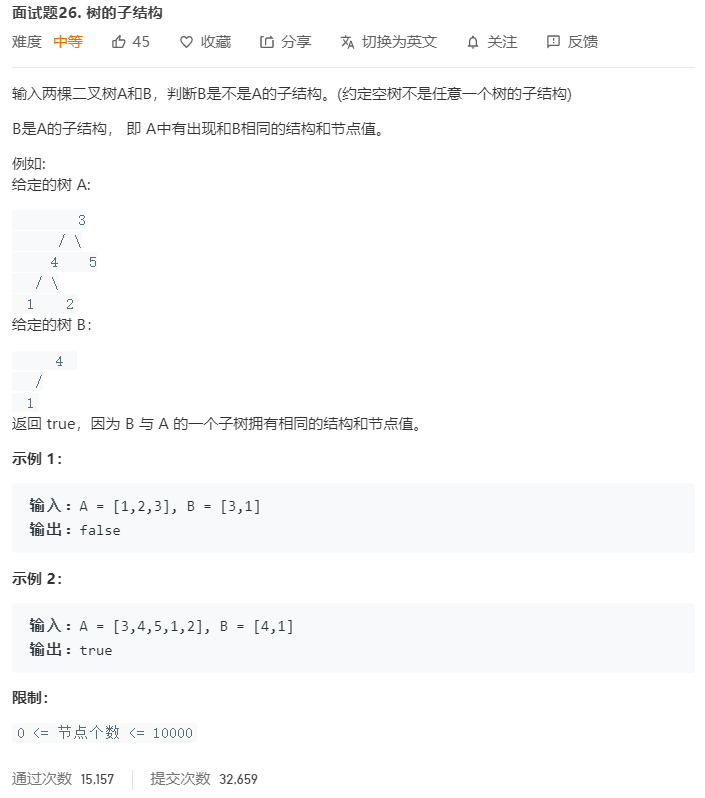 面试题26. 树的子结构
难度 中等 45 收藏 分享 切换为英文 关注 反馈
输入两棵二叉树A和B，判断B是不是A的子结构。(约定空树不是任意一个树的子结构)
B是A的子结构， 即 A中有出现和B相同的结构和节点值。
例如:
给定的树 A:
3
/ \
4 5
/ \
1 2
给定的树 B：
4
/
1
返回 true，因为 B 与 A 的一个子树拥有相同的结构和节点值。
示例 1：
输入：A = [1,2,3], B = [3,1]
输出：false
示例 2：
输入：A = [3,4,5,1,2], B = [4,1]
输出：true
限制：
0 <= 节点个数 <= 10000
通过次数 15,157 提交次数 32,659